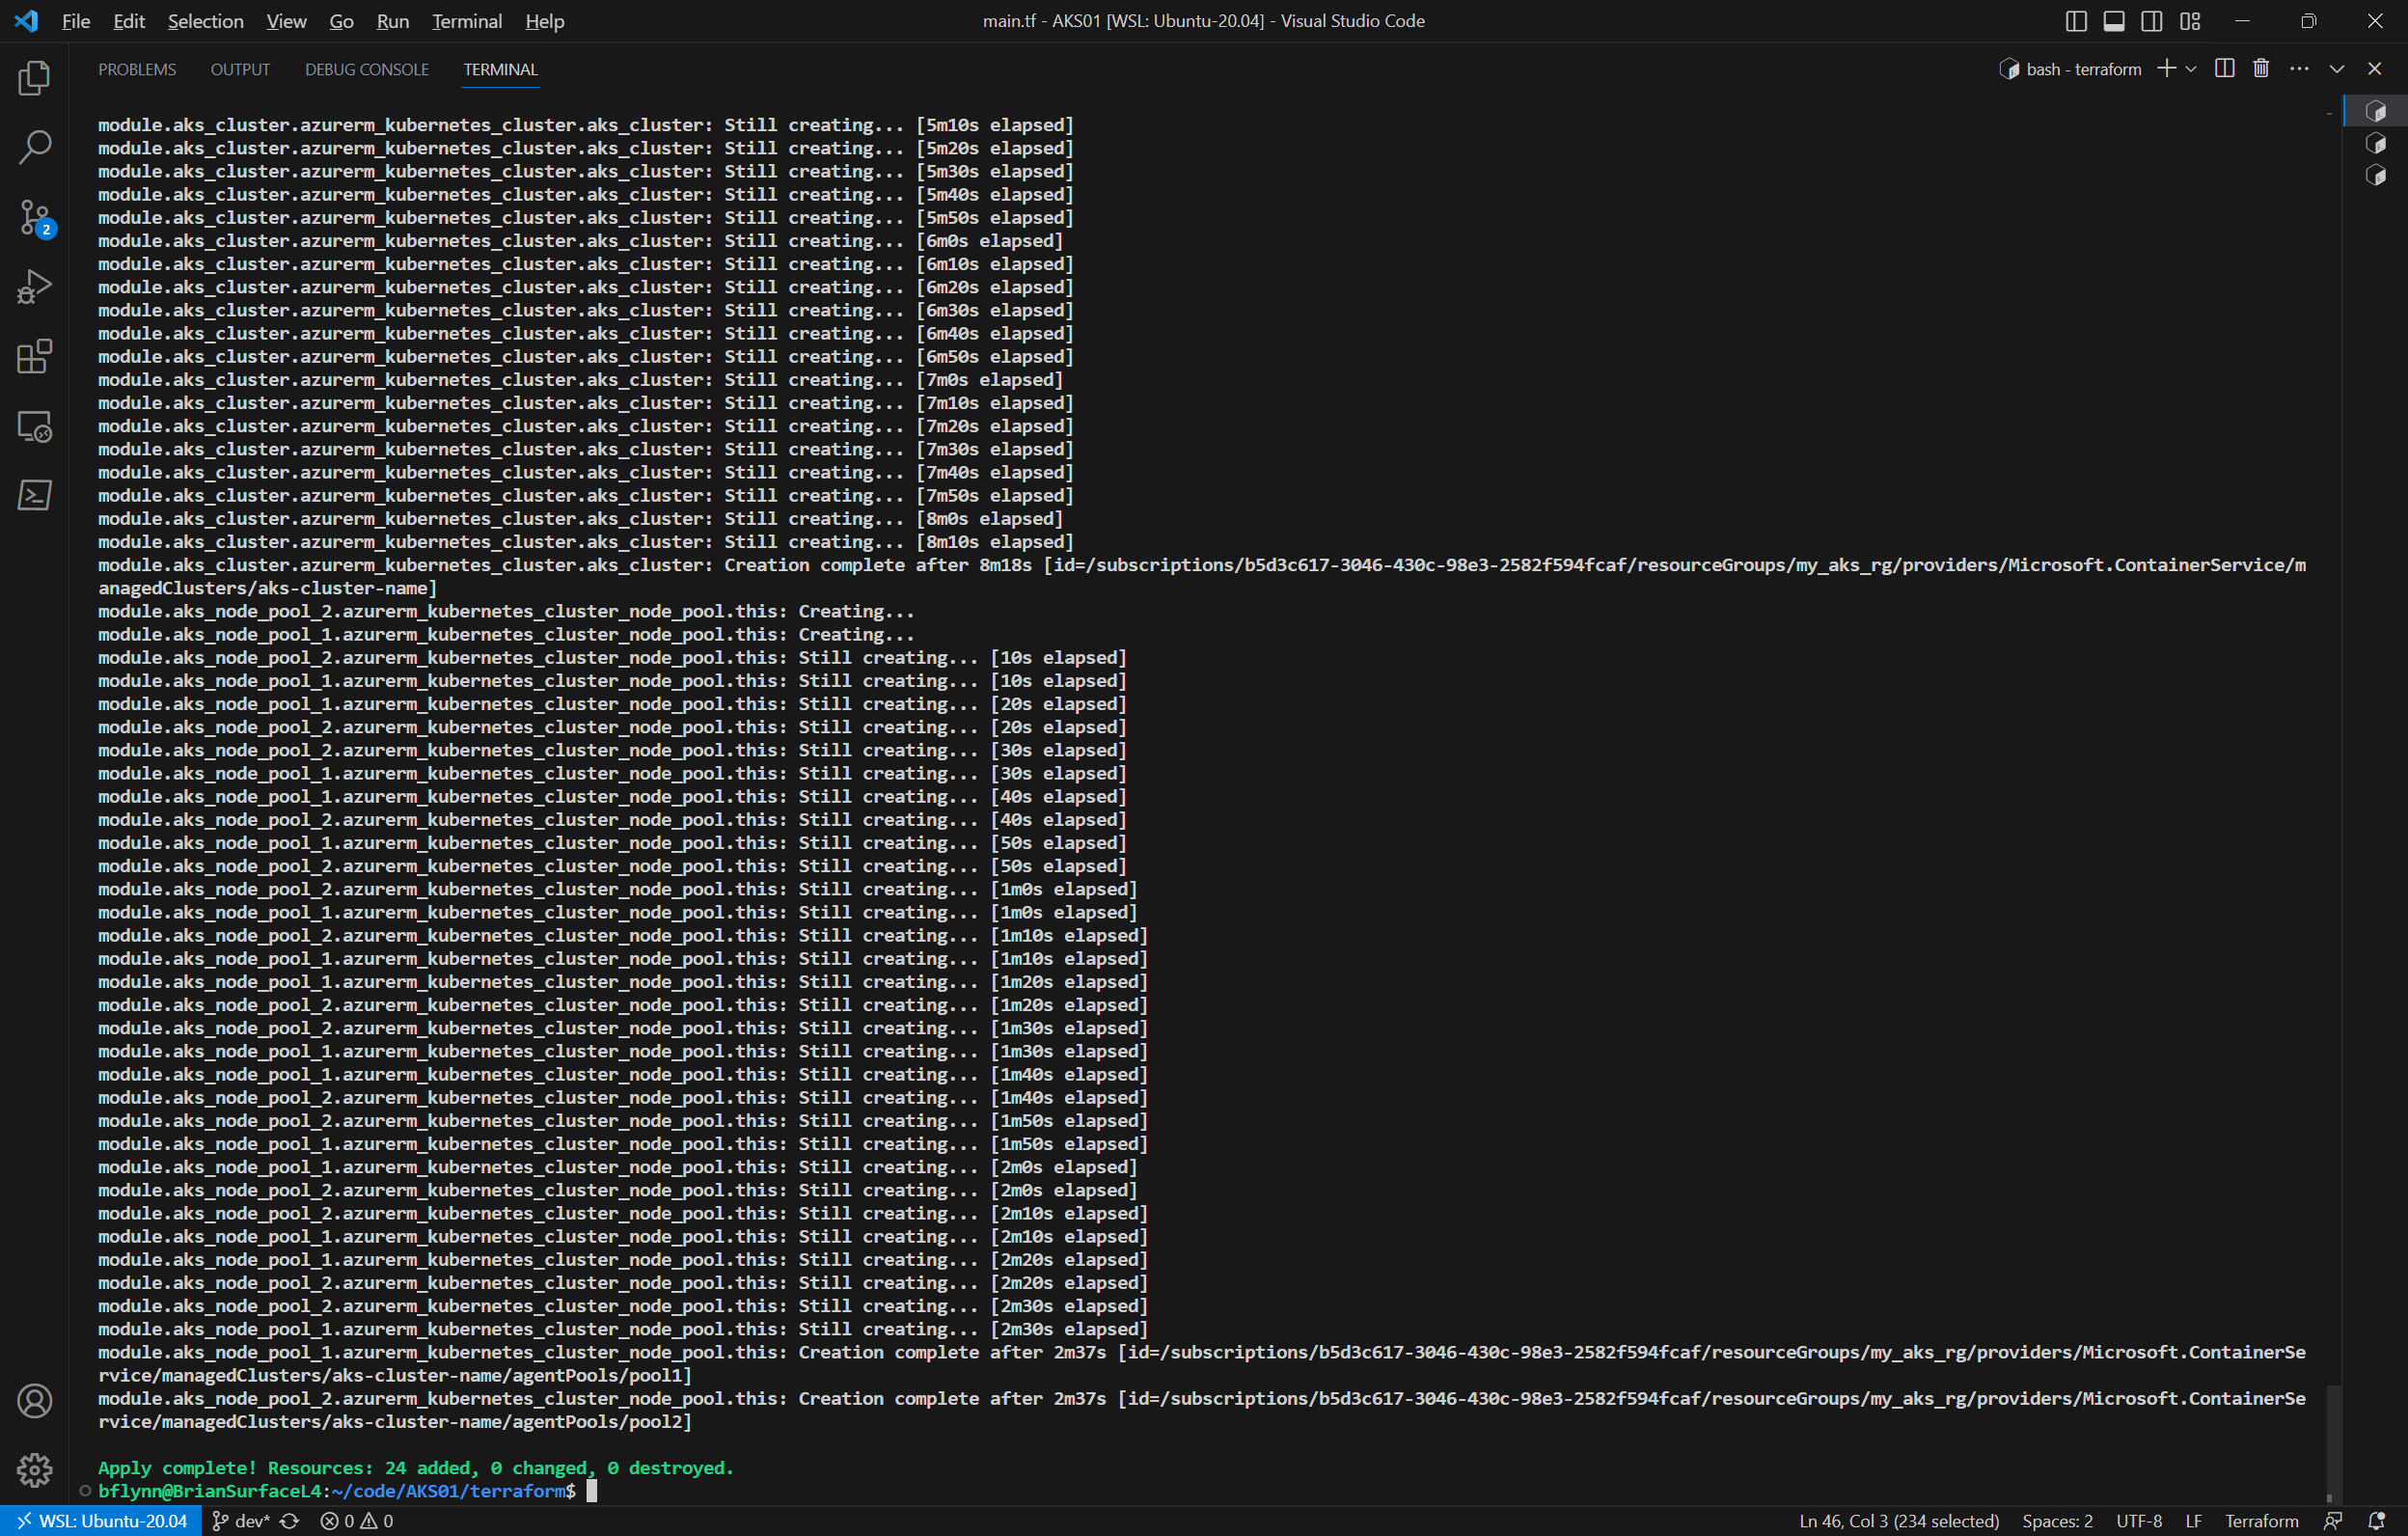 File Edit Selection View Go Run Terminal Help
main.tf - AKS01 [WSL: Ubuntu-20.04] - Visual Studio Code
PROBLEMS OUTPUT DEBUG CONSOLE TERMINAL
bash - terraform
2
module.aks_cluster.azurerm_kubernetes_cluster.aks_cluster: Still creating... [5m10s elapsed]
module.aks_cluster.azurerm_kubernetes_cluster.aks_cluster: Still creating... [5m20s elapsed]
module.aks_cluster.azurerm_kubernetes_cluster.aks_cluster: Still creating... [5m30s elapsed]
module.aks_cluster.azurerm_kubernetes_cluster.aks_cluster: Still creating... [5m40s elapsed]
module.aks_cluster.azurerm_kubernetes_cluster.aks_cluster: Still creating... [5m50s elapsed]
module.aks_cluster.azurerm_kubernetes_cluster.aks_cluster: Still creating... [6m0s elapsed]
module.aks_cluster.azurerm_kubernetes_cluster.aks_cluster: Still creating... [6m10s elapsed]
module.aks_cluster.azurerm_kubernetes_cluster.aks_cluster: Still creating... [6m20s elapsed]
module.aks_cluster.azurerm_kubernetes_cluster.aks_cluster: Still creating... [6m30s elapsed]
module.aks_cluster.azurerm_kubernetes_cluster.aks_cluster: Still creating... [6m40s elapsed]
module.aks_cluster.azurerm_kubernetes_cluster.aks_cluster: Still creating... [6m50s elapsed]
module.aks_cluster.azurerm_kubernetes_cluster.aks_cluster: Still creating... [7m0s elapsed]
module.aks_cluster.azurerm_kubernetes_cluster.aks_cluster: Still creating... [7m10s elapsed]
module.aks_cluster.azurerm_kubernetes_cluster.aks_cluster: Still creating... [7m20s elapsed]
module.aks_cluster.azurerm_kubernetes_cluster.aks_cluster: Still creating... [7m30s elapsed]
module.aks_cluster.azurerm_kubernetes_cluster.aks_cluster: Still creating... [7m40s elapsed]
module.aks_cluster.azurerm_kubernetes_cluster.aks_cluster: Still creating... [7m50s elapsed]
module.aks_cluster.azurerm_kubernetes_cluster.aks_cluster: Still creating... [8m0s elapsed]
module.aks_cluster.azurerm_kubernetes_cluster.aks_cluster: Still creating... [8m10s elapsed]
module.aks_cluster.azurerm_kubernetes_cluster.aks_cluster: Creation complete after 8m18s [id=/subscriptions/b5d3c617-3046-430c-98e3-2582f594fcaf/resourceGroups/my_aks_rg/providers/Microsoft.ContainerService/m
anagedClusters/aks-cluster-name]
module.aks_node_pool_2.azurerm_kubernetes_cluster_node_pool.this: Creating...
module.aks_node_pool_1.azurerm_kubernetes_cluster_node_pool.this: Creating...
module.aks_node_pool_2.azurerm_kubernetes_cluster_node_pool.this: Still creating... [10s elapsed]
module.aks_node_pool_1.azurerm_kubernetes_cluster_node_pool.this: Still creating... [10s elapsed]
module.aks_node_pool_1.azurerm_kubernetes_cluster_node_pool.this: Still creating... [20s elapsed]
module.aks_node_pool_2.azurerm_kubernetes_cluster_node_pool.this: Still creating... [20s elapsed]
module.aks_node_pool_2.azurerm_kubernetes_cluster_node_pool.this: Still creating... [30s elapsed]
module.aks_node_pool_1.azurerm_kubernetes_cluster_node_pool.this: Still creating... [30s elapsed]
module.aks_node_pool_1.azurerm_kubernetes_cluster_node_pool.this: Still creating... [40s elapsed]
module.aks_node_pool_2.azurerm_kubernetes_cluster_node_pool.this: Still creating... [40s elapsed]
module.aks_node_pool_1.azurerm_kubernetes_cluster_node_pool.this: Still creating... [50s elapsed]
module.aks_node_pool_2.azurerm_kubernetes_cluster_node_pool.this: Still creating... [50s elapsed]
module.aks_node_pool_2.azurerm_kubernetes_cluster_node_pool.this: Still creating... [1m0s elapsed]
module.aks_node_pool_1.azurerm_kubernetes_cluster_node_pool.this: Still creating... [1m0s elapsed]
module.aks_node_pool_2.azurerm_kubernetes_cluster_node_pool.this: Still creating... [1m10s elapsed]
module.aks_node_pool_1.azurerm_kubernetes_cluster_node_pool.this: Still creating... [1m10s elapsed]
module.aks_node_pool_1.azurerm_kubernetes_cluster_node_pool.this: Still creating... [1m20s elapsed]
module.aks_node_pool_2.azurerm_kubernetes_cluster_node_pool.this: Still creating... [1m20s elapsed]
module.aks_node_pool_2.azurerm_kubernetes_cluster_node_pool.this: Still creating... [1m30s elapsed]
module.aks_node_pool_1.azurerm_kubernetes_cluster_node_pool.this: Still creating... [1m30s elapsed]
module.aks_node_pool_1.azurerm_kubernetes_cluster_node_pool.this: Still creating... [1m40s elapsed]
module.aks_node_pool_2.azurerm_kubernetes_cluster_node_pool.this: Still creating... [1m40s elapsed]
module.aks_node_pool_2.azurerm_kubernetes_cluster_node_pool.this: Still creating... [1m50s elapsed]
module.aks_node_pool_1.azurerm_kubernetes_cluster_node_pool.this: Still creating... [1m50s elapsed]
module.aks_node_pool_1.azurerm_kubernetes_cluster_node_pool.this: Still creating... [2m0s elapsed]
module.aks_node_pool_2.azurerm_kubernetes_cluster_node_pool.this: Still creating... [2m0s elapsed]
module.aks_node_pool_2.azurerm_kubernetes_cluster_node_pool.this: Still creating... [2m10s elapsed]
module.aks_node_pool_1.azurerm_kubernetes_cluster_node_pool.this: Still creating... [2m10s elapsed]
module.aks_node_pool_1.azurerm_kubernetes_cluster_node_pool.this: Still creating... [2m20s elapsed]
module.aks_node_pool_2.azurerm_kubernetes_cluster_node_pool.this: Still creating... [2m20s elapsed]
module.aks_node_pool_2.azurerm_kubernetes_cluster_node_pool.this: Still creating... [2m30s elapsed]
module.aks_node_pool_1.azurerm_kubernetes_cluster_node_pool.this: Still creating... [2m30s elapsed]
module.aks_node_pool_1.azurerm_kubernetes_cluster_node_pool.this: Creation complete after 2m37s [id=/subscriptions/b5d3c617-3046-430c-98e3-2582f594fcaf/resourceGroups/my_aks_rg/providers/Microsoft.ContainerSe
rvice/managedClusters/aks-cluster-name/agentPools/pool1]
module.aks_node_pool_2.azurerm_kubernetes_cluster_node_pool.this: Creation complete after 2m37s [id=/subscriptions/b5d3c617-3046-430c-98e3-2582f594fcaf/resourceGroups/my_aks_rg/providers/Microsoft.ContainerSe
rvice/managedClusters/aks-cluster-name/agentPools/pool2]
Apply complete! Resources: 24 added, 0 changed, 0 destroyed.
bflynn@BrianSurfaceL4:~/code/AKS01/terraform$
WSL: Ubuntu-20.04 dev* 0 0
Ln 46, Col 3 (234 selected) Spaces: 2 UTF-8 LF Terraform